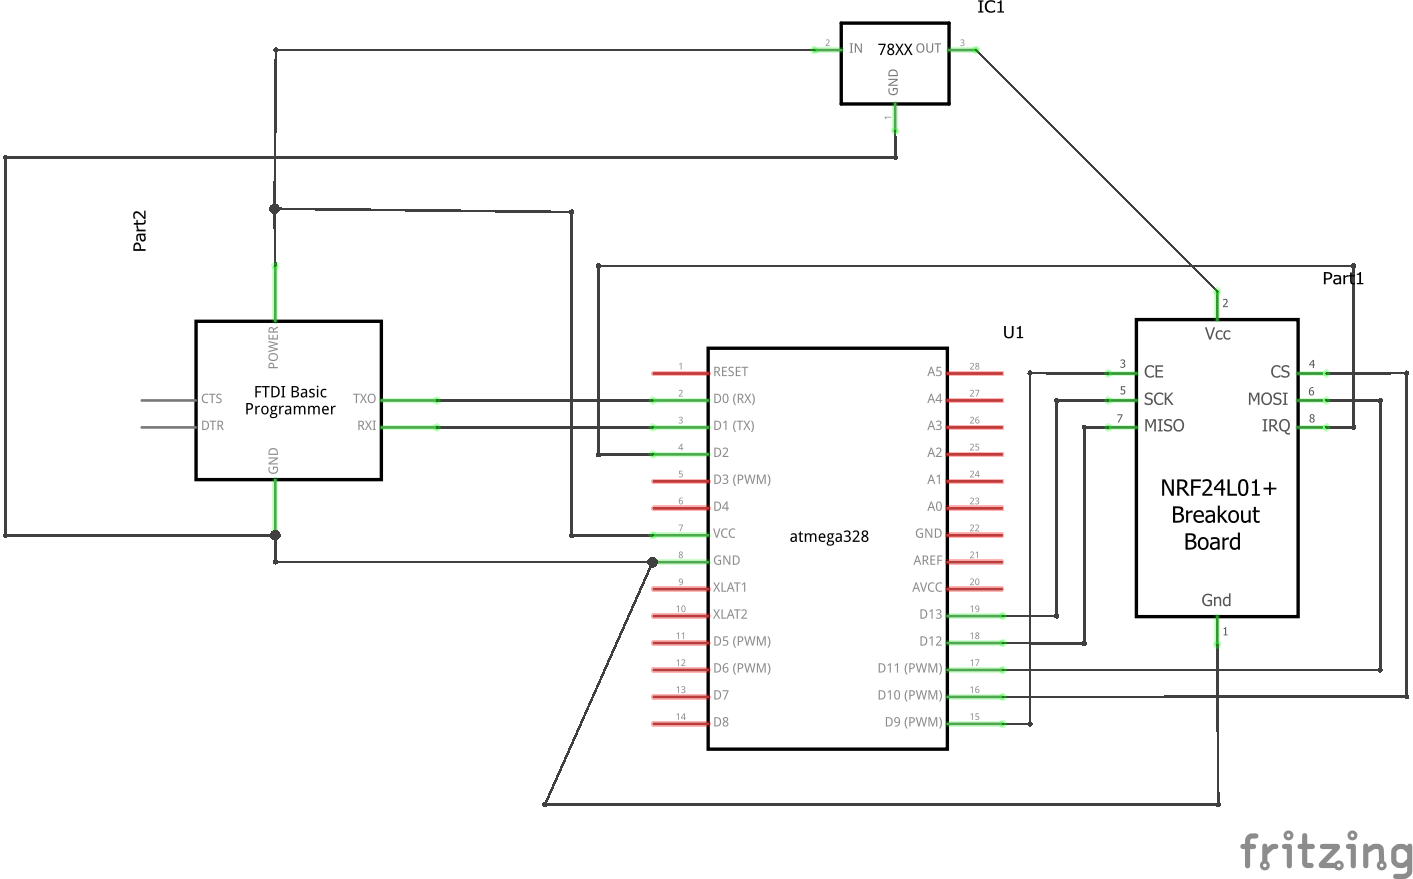 IC1
2
IN
78XX
OUT
3
GND
1
Part2
Part1
POWER
FTDI Basic
Programmer
CTS
DTR
TXO
RXI
GND
U1
atmega328
1 RESET
2 D0 (RX)
3 D1 (TX)
4 D2
5 D3 (PWM)
6 D4
7 VCC
8 GND
9 XLAT1
10 XLAT2
11 D5 (PWM)
12 D6 (PWM)
13 D7
14 D8
A5 28
A4 27
A3 26
A2 25
A1 24
A0 23
GND 22
AREF 21
AVCC 20
D13 19
D12 18
D11 (PWM) 17
D10 (PWM) 16
D9 (PWM) 15
2
Vcc
3 CE
5 SCK
7 MISO
CS 4
MOSI 6
IRQ 8
NRF24L01+
Breakout
Board
Gnd
1
fritzing